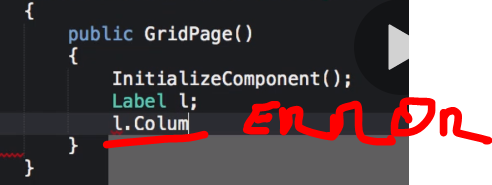 {
public GridPage()
{
InitializeComponent();
Label l;
l.Colum ERROR
}
}